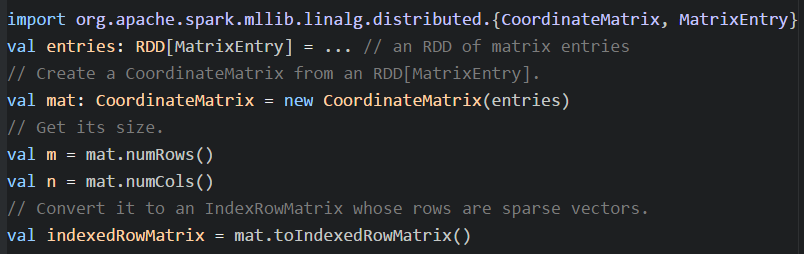 import org.apache.spark.mllib.linalg.distributed.{CoordinateMatrix, MatrixEntry}
val entries: RDD[MatrixEntry] = ... // an RDD of matrix entries
// Create a CoordinateMatrix from an RDD[MatrixEntry].
val mat: CoordinateMatrix = new CoordinateMatrix(entries)
// Get its size.
val m = mat.numRows()
val n = mat.numCols()
// Convert it to an IndexRowMatrix whose rows are sparse vectors.
val indexedRowMatrix = mat.toIndexedRowMatrix()